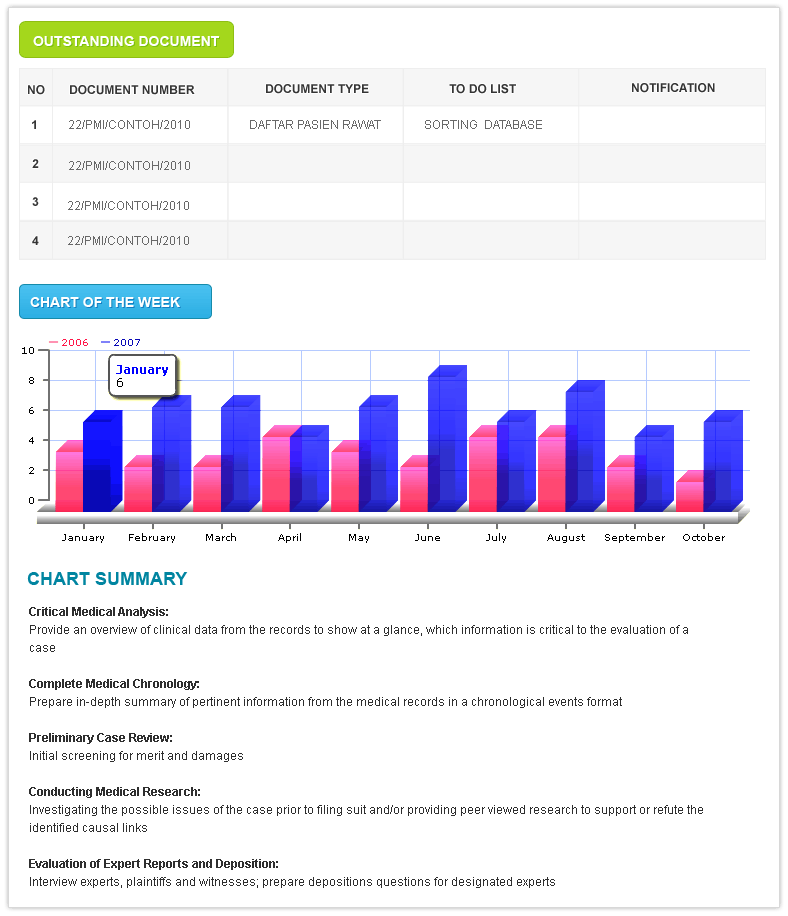 OUTSTANDING DOCUMENT
NO DOCUMENT NUMBER DOCUMENT TYPE TO DO LIST NOTIFICATION
1 22/PMI/CONTOH/2010 DAFTAR PASIEN RAWAT SORTING DATABASE
2 22/PMI/CONTOH/2010
3 22/PMI/CONTOH/2010
4 22/PMI/CONTOH/2010
CHART OF THE WEEK
2006 2007
10
January
6
8
6
4
2
0
January February March April May June July August September October
CHART SUMMARY
Critical Medical Analysis:
Provide an overview of clinical data from the records to show at a glance, which information is critical to the evaluation of a
case
Complete Medical Chronology:
Prepare in-depth summary of pertinent information from the medical records in a chronological events format
Preliminary Case Review:
Initial screening for merit and damages
Conducting Medical Research:
Investigating the possible issues of the case prior to filing suit and/or providing peer viewed research to support or refute the
identified causal links
Evaluation of Expert Reports and Deposition:
Interview experts, plaintiffs and witnesses; prepare depositions questions for designated experts